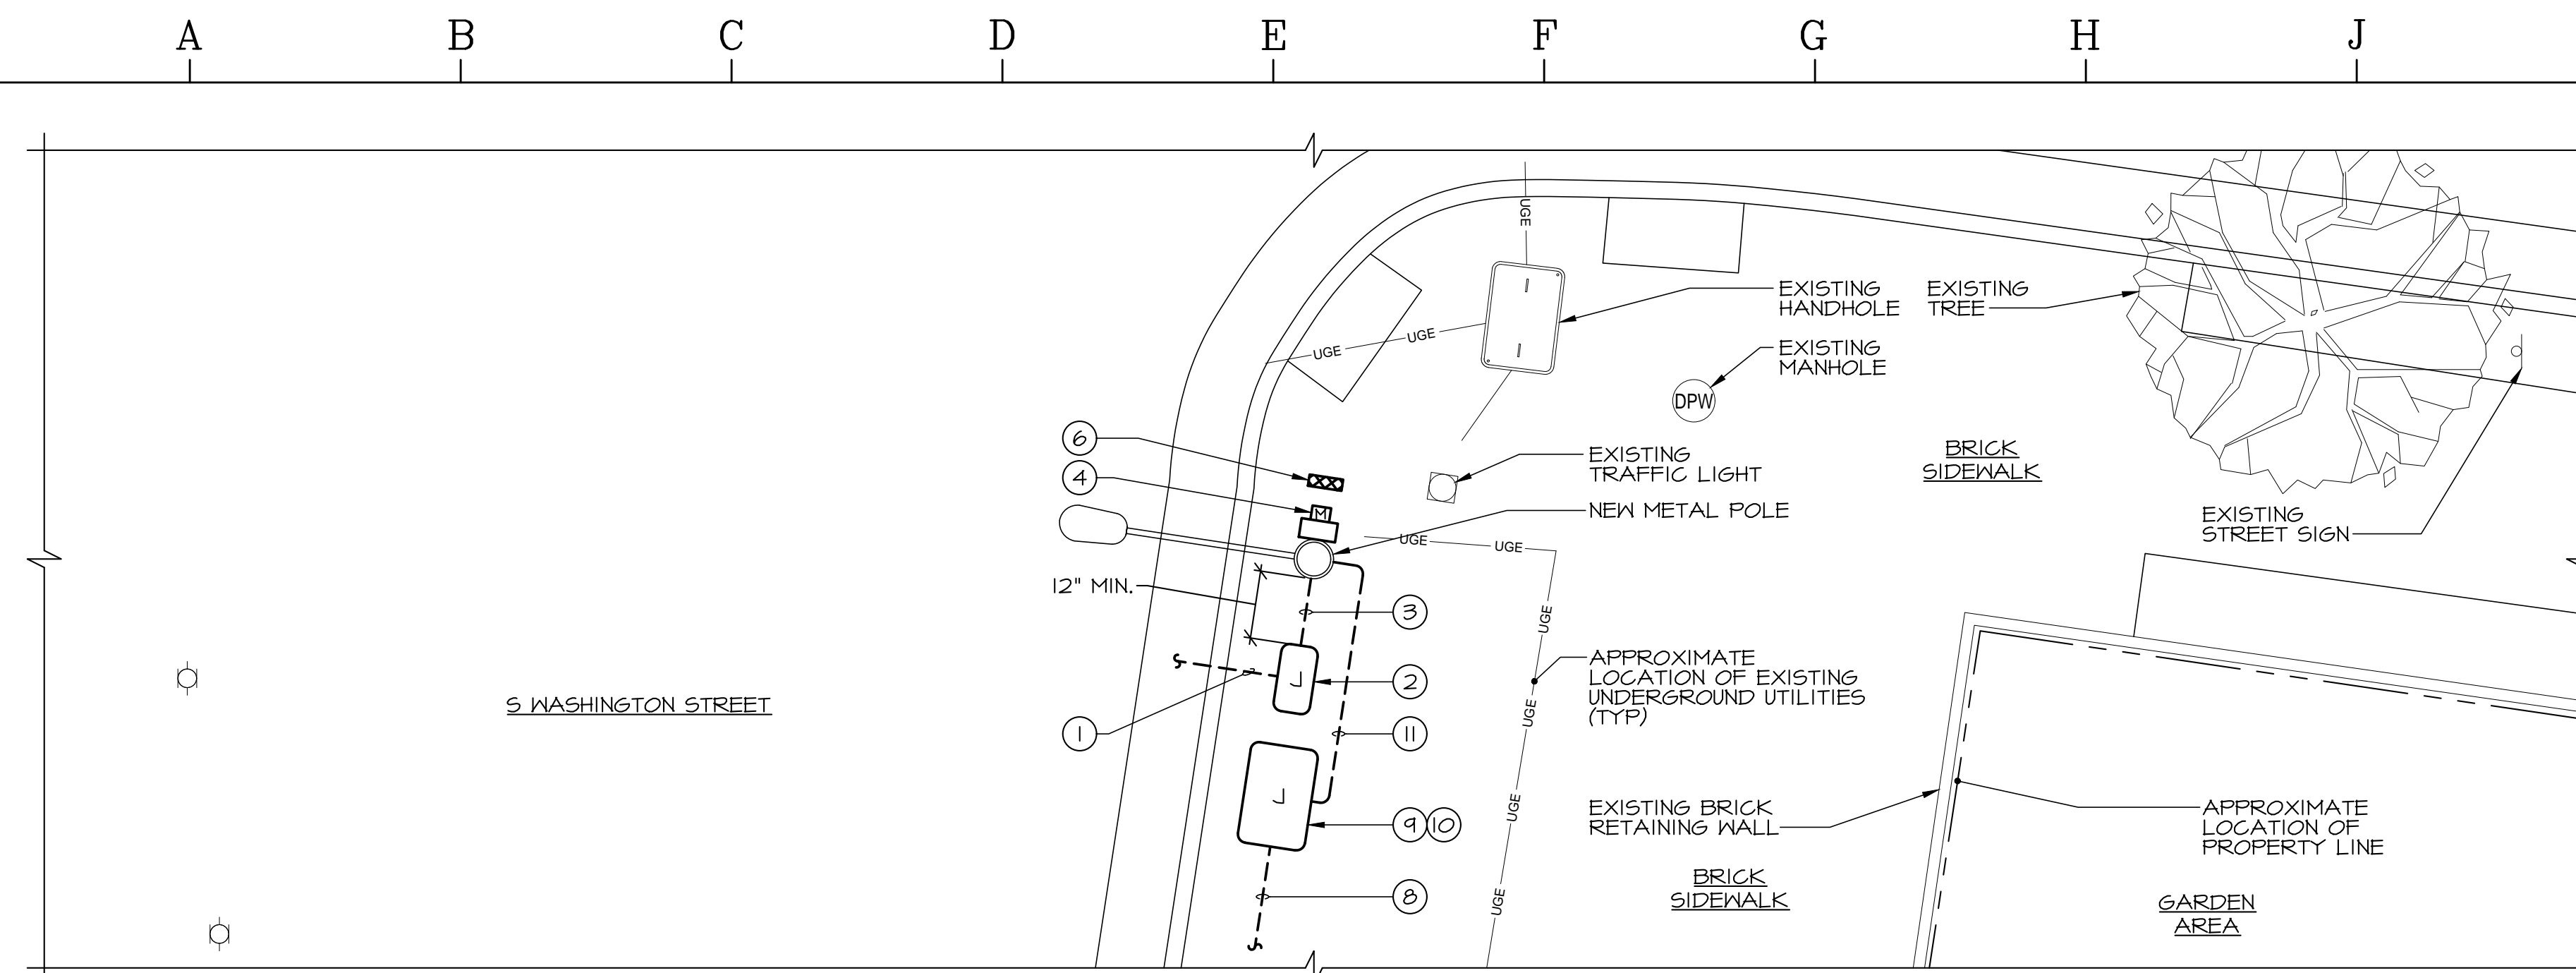 A B C D E F G H J
UGE
EXISTING
HANDHOLE
EXISTING
TREE
UGE UGE
EXISTING
MANHOLE
DPW
6
EXISTING
TRAFFIC LIGHT
BRICK
SIDEWALK
4
M
NEW METAL POLE
EXISTING
STREET SIGN
UGE UGE
12" MIN.
3
UGE
2
APPROXIMATE
LOCATION OF EXISTING
UNDERGROUND UTILITIES
(TYP)
S WASHINGTON STREET
UGE
1
11
UGE
9 10
EXISTING BRICK
RETAINING WALL
APPROXIMATE
LOCATION OF
PROPERTY LINE
BRICK
SIDEWALK
8
UGE
GARDEN
AREA